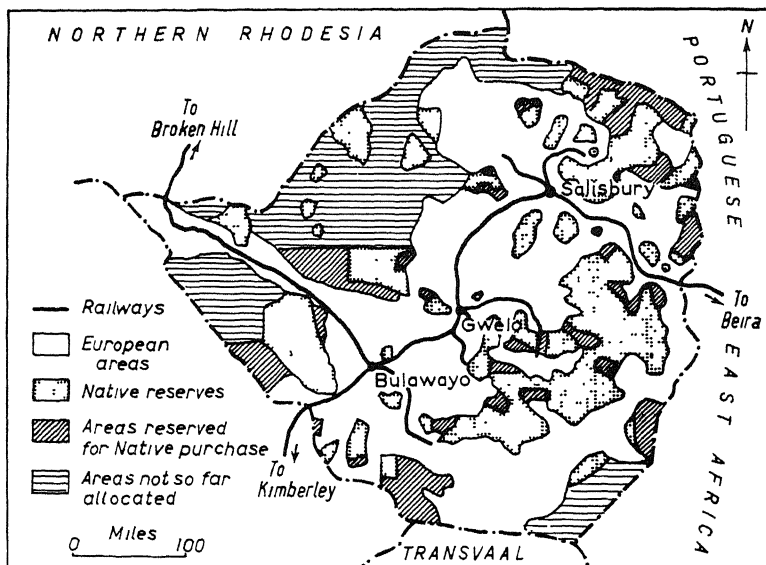 NORTHERN RHODESIA
N
PORTUGUESE
EAST AFRICA
To
Broken Hill
Salisbury
To
Beira
Gwelo
Bulawayo
To
Kimberley
TRANSVAAL
Railways
European
areas
Native reserves
Areas reserved
for Native purchase
Areas not so far
allocated
Miles
0 100